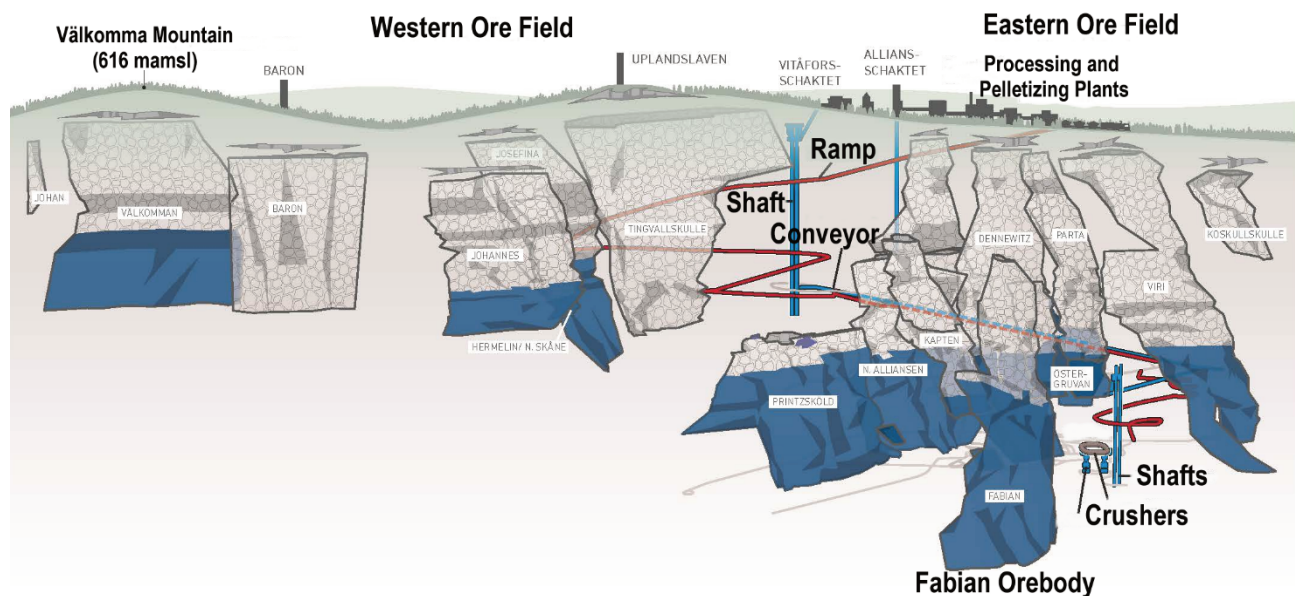 Välkomma Mountain
(616 mamsl)
Western Ore Field
Eastern Ore Field
BARON
UPLANDSLAVEN
VITÅFORS-
SCHAKTET
ALLIANS-
SCHAKTET
Processing and
Pelletizing Plants
JOHAN
VÄLKOMMAN
BARON
JOSEFINA
JOHANNES
HERMELIN/ N. SKÅNE
TINGVALLSKULLE
Ramp
Shaft
Conveyor
DENNEWITZ
PARTA
KOSKULLSKULLE
VIRI
KAPTEN
N. ALLIANSEN
PRINTZSKÖLD
ÖSTER-
GRUVAN
FABIAN
Shafts
Crushers
Fabian Orebody